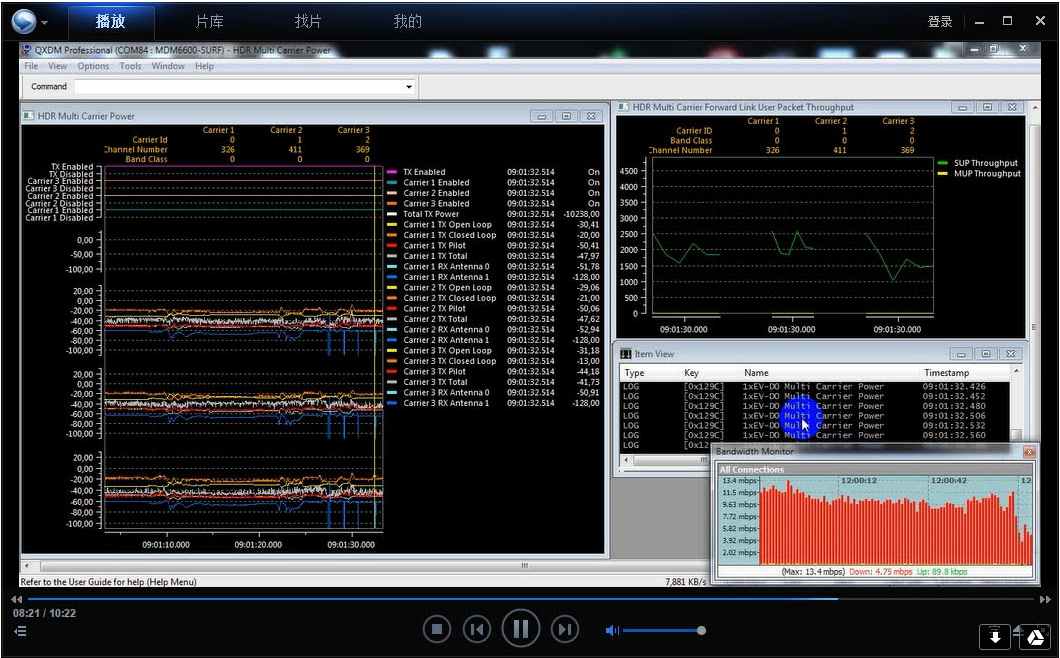 播放 片库 找片 我的 登录
QXDM Professional (COM84 : MDM6600-SURF) - HDR Multi Carrier Power
File View Options Tools Window Help
Command
HDR Multi Carrier Power
Carrier 1 Carrier 2 Carrier 3
Carrier Id 0 1 2
Channel Number 326 411 369
Band Class 0 0 0
TX Enabled
TX Disabled
Carrier 3 Enabled
Carrier 3 Disabled
Carrier 2 Enabled
Carrier 2 Disabled
Carrier 1 Enabled
Carrier 1 Disabled
0,00
-50,00
-100,00
20,00
0,00
-20,00
-40,00
-60,00
-80,00
-100,00
20,00
0,00
-20,00
-40,00
-60,00
-80,00
-100,00
20,00
0,00
-20,00
-40,00
-60,00
-80,00
-100,00
09:01:10.000 09:01:20.000 09:01:30.000
TX Enabled 09:01:32.514 On
Carrier 1 Enabled 09:01:32.514 On
Carrier 2 Enabled 09:01:32.514 On
Carrier 3 Enabled 09:01:32.514 On
Total TX Power 09:01:32.514 -10238,00
Carrier 1 TX Open Loop 09:01:32.514 -30,41
Carrier 1 TX Closed Loop 09:01:32.514 -20,00
Carrier 1 TX Pilot 09:01:32.514 -50,41
Carrier 1 TX Total 09:01:32.514 -47,97
Carrier 1 RX Antenna 0 09:01:32.514 -51,78
Carrier 1 RX Antenna 1 09:01:32.514 -128,00
Carrier 2 TX Open Loop 09:01:32.514 -29,06
Carrier 2 TX Closed Loop 09:01:32.514 -21,00
Carrier 2 TX Pilot 09:01:32.514 -50,06
Carrier 2 TX Total 09:01:32.514 -47,62
Carrier 2 RX Antenna 0 09:01:32.514 -52,94
Carrier 2 RX Antenna 1 09:01:32.514 -128,00
Carrier 3 TX Open Loop 09:01:32.514 -31,18
Carrier 3 TX Closed Loop 09:01:32.514 -13,00
Carrier 3 TX Pilot 09:01:32.514 -44,18
Carrier 3 TX Total 09:01:32.514 -41,73
Carrier 3 RX Antenna 0 09:01:32.514 -50,91
Carrier 3 RX Antenna 1 09:01:32.514 -128,00
HDR Multi Carrier Forward Link User Packet Throughput
Carrier 1 Carrier 2 Carrier 3
Carrier ID 0 1 2
Channel Number 326 411 369
Band Class 0 0 0
4500
4000
3500
3000
2500
2000
1500
1000
500
0
09:01:30.000 09:01:30.000 09:01:30.000
SUP Throughput
MUP Throughput
Item View
Type Key Name Timestamp
LOG [0x129C] 1xEV-DO Multi Carrier Power 09:01:32.426
LOG [0x129C] 1xEV-DO Multi Carrier Power 09:01:32.452
LOG [0x129C] 1xEV-DO Multi Carrier Power 09:01:32.480
LOG [0x129C] 1xEV-DO Multi Carrier Power 09:01:32.506
LOG [0x129C] 1xEV-DO Multi Carrier Power 09:01:32.532
LOG [0x129C] 1xEV-DO Multi Carrier Power 09:01:32.560
LOG [0x12
Bandwidth Monitor
All Connections
13.4 mbps
11.5 mbps
9.63 mbps
7.72 mbps
5.82 mbps
3.92 mbps
2.02 mbps
12:00:12 12:00:42 12
(Max: 13.4 mbps) Down: 4.75 mbps Up: 89.8 kbps
Refer to the User Guide for help (Help Menu) 7,881 KB/s
08:21 / 10:22